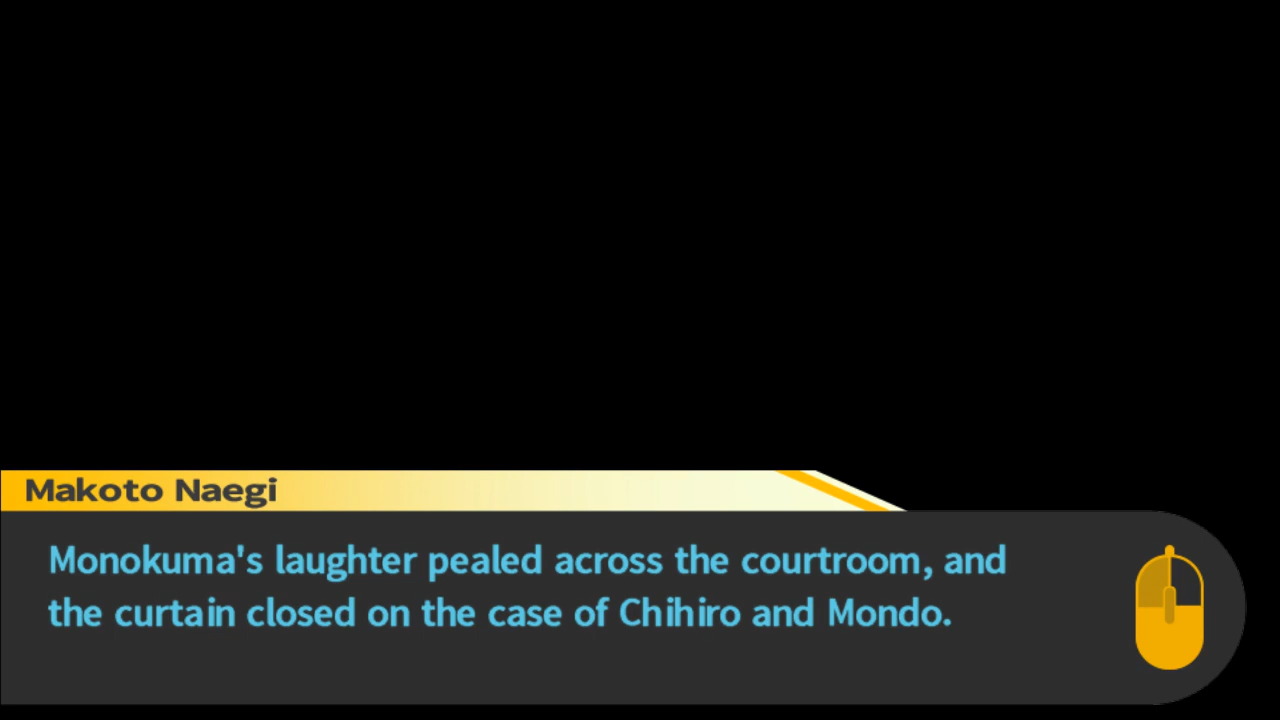 Makoto Naegi
Monokuma's laughter pealed across the courtroom, and
the curtain closed on the case of Chihiro and Mondo.